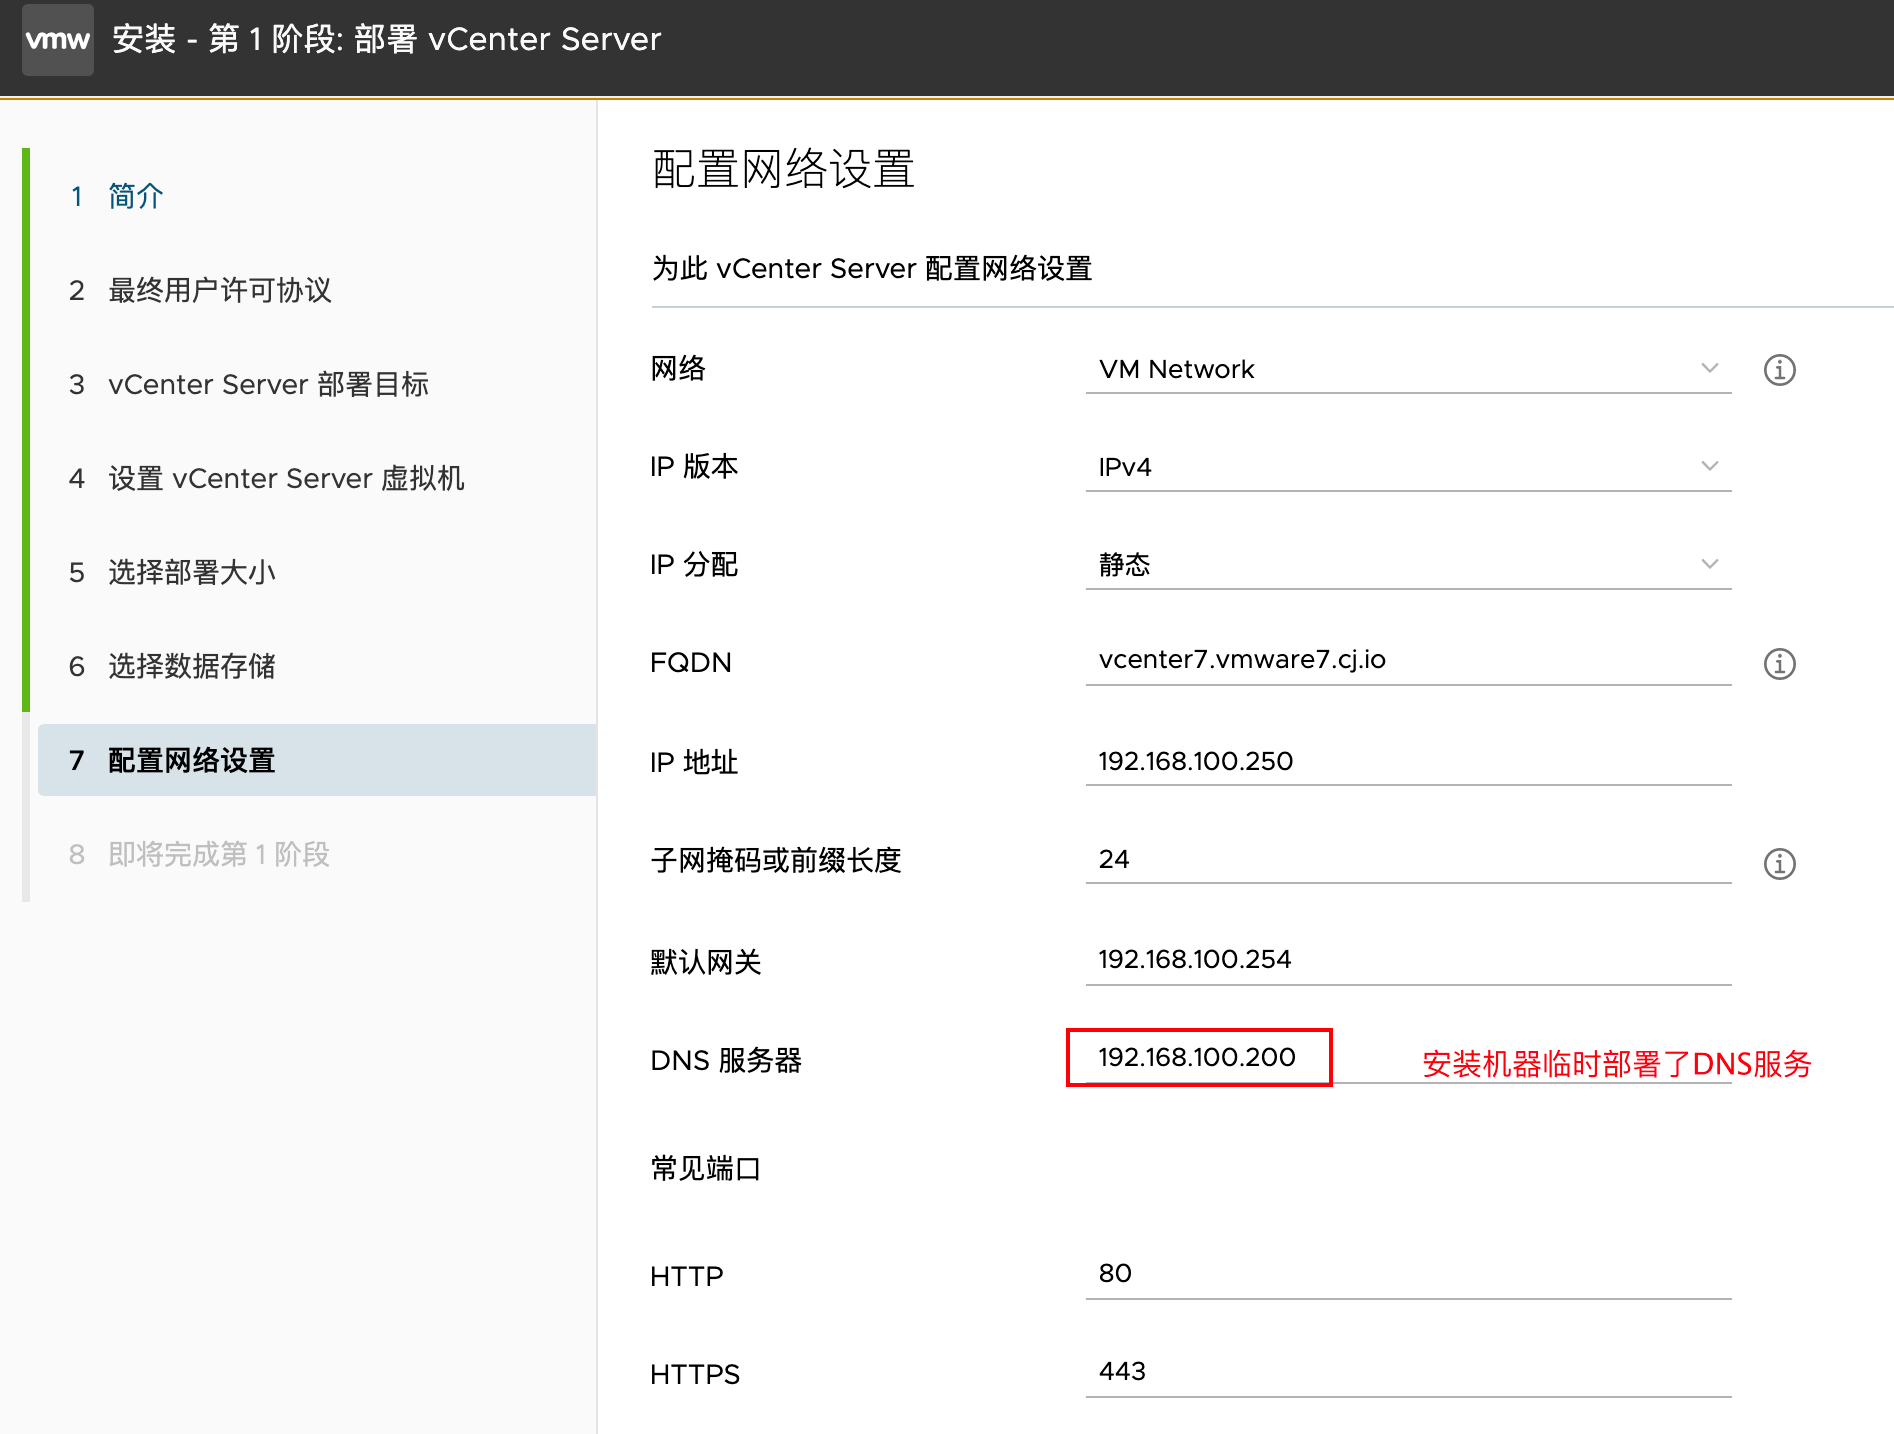 vmw 安装 - 第 1 阶段: 部署 vCenter Server
1 简介
2 最终用户许可协议
3 vCenter Server 部署目标
4 设置 vCenter Server 虚拟机
5 选择部署大小
6 选择数据存储
7 配置网络设置
8 即将完成第 1 阶段
配置网络设置
为此 vCenter Server 配置网络设置
网络 VM Network
IP 版本 IPv4
IP 分配 静态
FQDN vcenter7.vmware7.cj.io
IP 地址 192.168.100.250
子网掩码或前缀长度 24
默认网关 192.168.100.254
DNS 服务器 192.168.100.200 安装机器临时部署了DNS服务
常见端口
HTTP 80
HTTPS 443